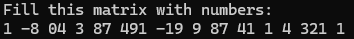 Fill this matrix with numbers:
1 -8 04 3 87 491 -19 9 87 41 1 4 321 1